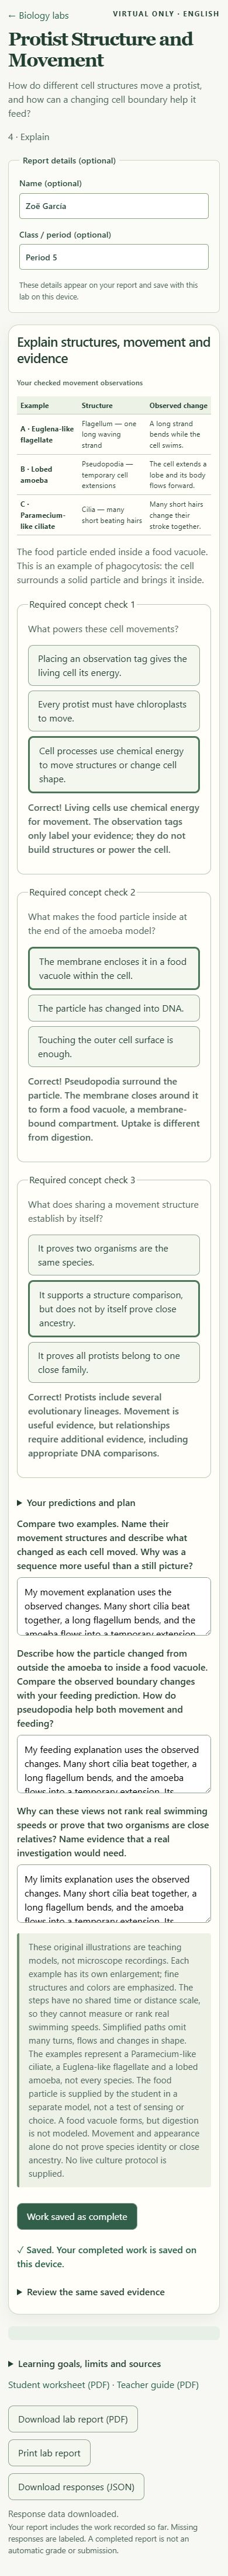 ← Biology labs
VIRTUAL ONLY · ENGLISH
Protist Structure and
Movement
How do different cell structures move a protist,
and how can a changing cell boundary help it
feed?
4 · Explain
Report details (optional)
Name (optional)
Zoë García
Class / period (optional)
Period 5
These details appear on your report and save with this
lab on this device.
Explain structures, movement and
evidence
Your checked movement observations
Example Structure Observed change
A · Euglena-like
flagellate
Flagellum — one
long waving
strand
A long strand
bends while the
cell swims.
B · Lobed
amoeba
Pseudopodia —
temporary cell
extensions
The cell extends a
lobe and its body
flows forward.
C ·
Paramecium-
like ciliate
Cilia — many
short beating hairs
Many short hairs
change their
stroke together.
The food particle ended inside a food vacuole.
This is an example of phagocytosis: the cell
surrounds a solid particle and brings it inside.
Required concept check 1
What powers these cell movements?
Placing an observation tag gives the
living cell its energy.
Every protist must have chloroplasts
to move.
Cell processes use chemical energy
to move structures or change cell
shape.
Correct! Living cells use chemical energy
for movement. The observation tags
only label your evidence; they do not
build structures or power the cell.
Required concept check 2
What makes the food particle inside at
the end of the amoeba model?
The membrane encloses it in a food
vacuole within the cell.
The particle has changed into DNA.
Touching the outer cell surface is
enough.
Correct! Pseudopodia surround the
particle. The membrane closes around it
to form a food vacuole, a membrane-
bound compartment. Uptake is different
from digestion.
Required concept check 3
What does sharing a movement structure
establish by itself?
It proves two organisms are the
same species.
It supports a structure comparison,
but does not by itself prove close
ancestry.
It proves all protists belong to one
close family.
Correct! Protists include several
evolutionary lineages. Movement is
useful evidence, but relationships
require additional evidence, including
appropriate DNA comparisons.
▶ Your predictions and plan
Compare two examples. Name their
movement structures and describe what
changed as each cell moved. Why was a
sequence more useful than a still picture?
My movement explanation uses the
observed changes. Many short cilia beat
together, a long flagellum bends, and the
amoeba flows into a temporary extension
Describe how the particle changed from
outside the amoeba to inside a food vacuole.
Compare the observed boundary changes
with your feeding prediction. How do
pseudopodia help both movement and
feeding?
My feeding explanation uses the observed
changes. Many short cilia beat together, a
long flagellum bends, and the amoeba
flows into a temporary extension. Its
Why can these views not rank real swimming
speeds or prove that two organisms are close
relatives? Name evidence that a real
investigation would need.
My limits explanation uses the observed
changes. Many short cilia beat together, a
long flagellum bends, and the amoeba
flows into a temporary extension. Its
These original illustrations are teaching
models, not microscope recordings. Each
example has its own enlargement; fine
structures and colors are emphasized. The
steps have no shared time or distance scale,
so they cannot measure or rank real
swimming speeds. Simplified paths omit
many turns, flows and changes in shape.
The examples represent a Paramecium-like
ciliate, a Euglena-like flagellate and a lobed
amoeba, not every species. The food
particle is supplied by the student in a
separate model, not a test of sensing or
choice. A food vacuole forms, but digestion
is not modeled. Movement and appearance
alone do not prove species identity or close
ancestry. No live culture protocol is
supplied.
Work saved as complete
✓ Saved. Your completed work is saved on
this device.
▶ Review the same saved evidence
▶ Learning goals, limits and sources
Student worksheet (PDF) · Teacher guide (PDF)
Download lab report (PDF)
Print lab report
Download responses (JSON)
Response data downloaded.
Your report includes the work recorded so far. Missing
responses are labeled. A completed report is not an
automatic grade or submission.